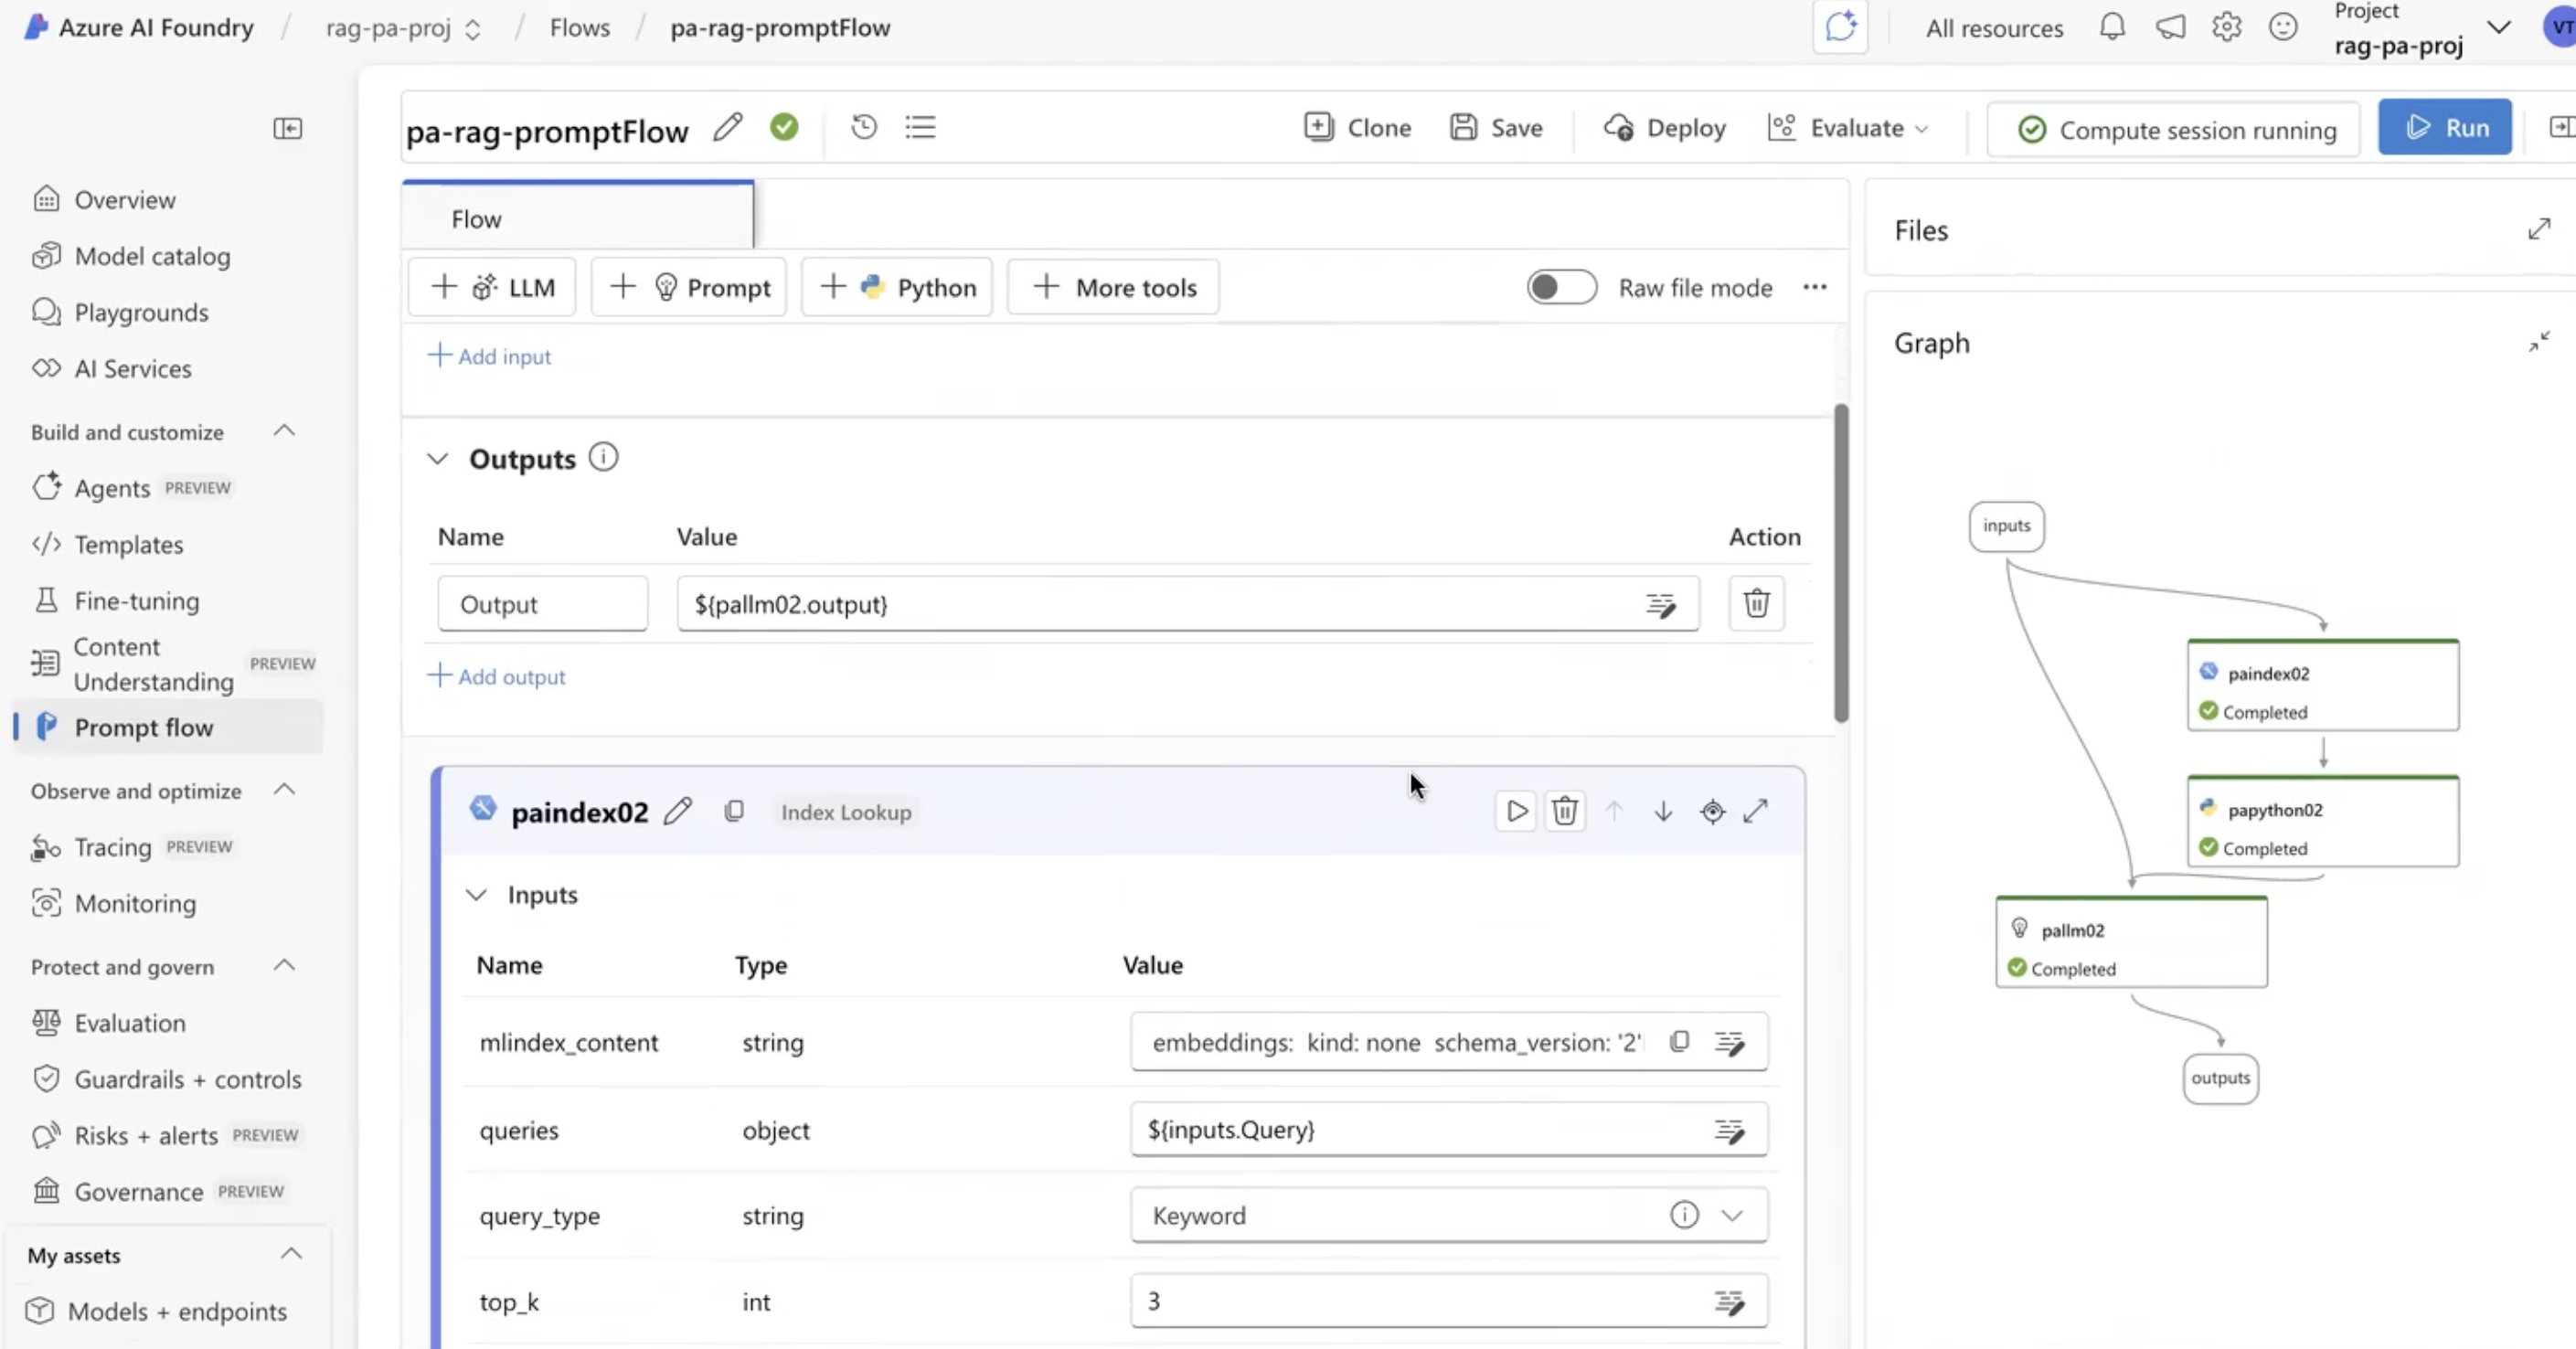 Azure AI Foundry / rag-pa-proj / Flows / pa-rag-promptFlow
All resources
Project
rag-pa-proj
VT
pa-rag-promptFlow
Clone
Save
Deploy
Evaluate
Compute session running
Run
Overview
Model catalog
Playgrounds
AI Services
Build and customize
Agents PREVIEW
Templates
Fine-tuning
Content
Understanding PREVIEW
Prompt flow
Observe and optimize
Tracing PREVIEW
Monitoring
Protect and govern
Evaluation
Guardrails + controls
Risks + alerts PREVIEW
Governance PREVIEW
My assets
Models + endpoints
Flow
+ LLM
+ Prompt
+ Python
+ More tools
Raw file mode
+ Add input
Outputs
Name Value Action
Output ${pallm02.output}
+ Add output
paindex02 Index Lookup
Inputs
Name Type Value
mlindex_content string embeddings: kind: none schema_version: '2'
queries object ${inputs.Query}
query_type string Keyword
top_k int 3
Files
Graph
inputs
paindex02
Completed
papython02
Completed
pallm02
Completed
outputs